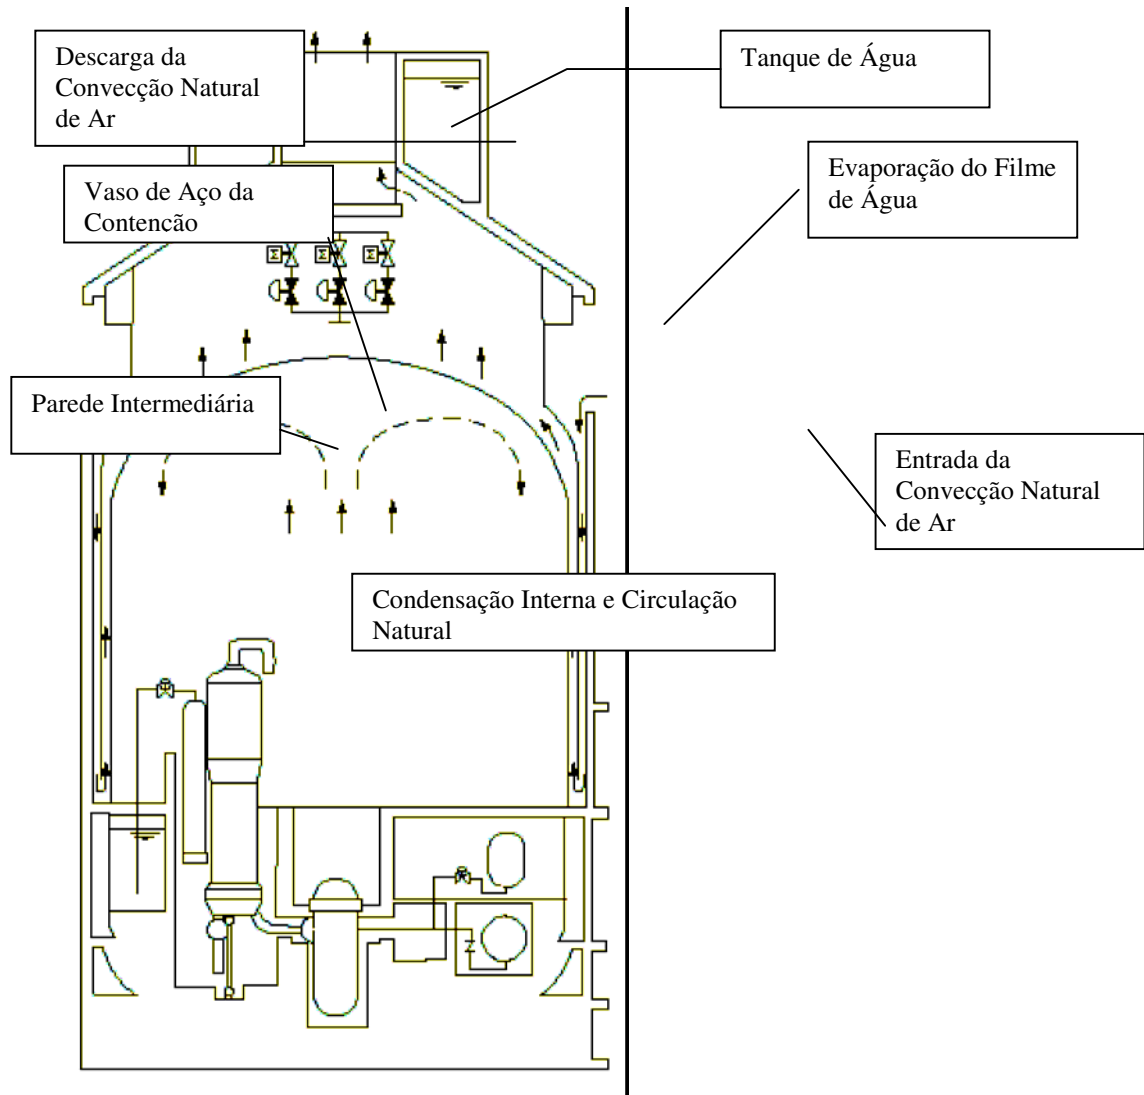 Descarga da
Convecção Natural
de Ar
Tanque de Água
Evaporação do Filme
de Água
Vaso de Aço da
Contenção
Parede Intermediária
Entrada da
Convecção Natural
de Ar
Condensação Interna e Circulação
Natural